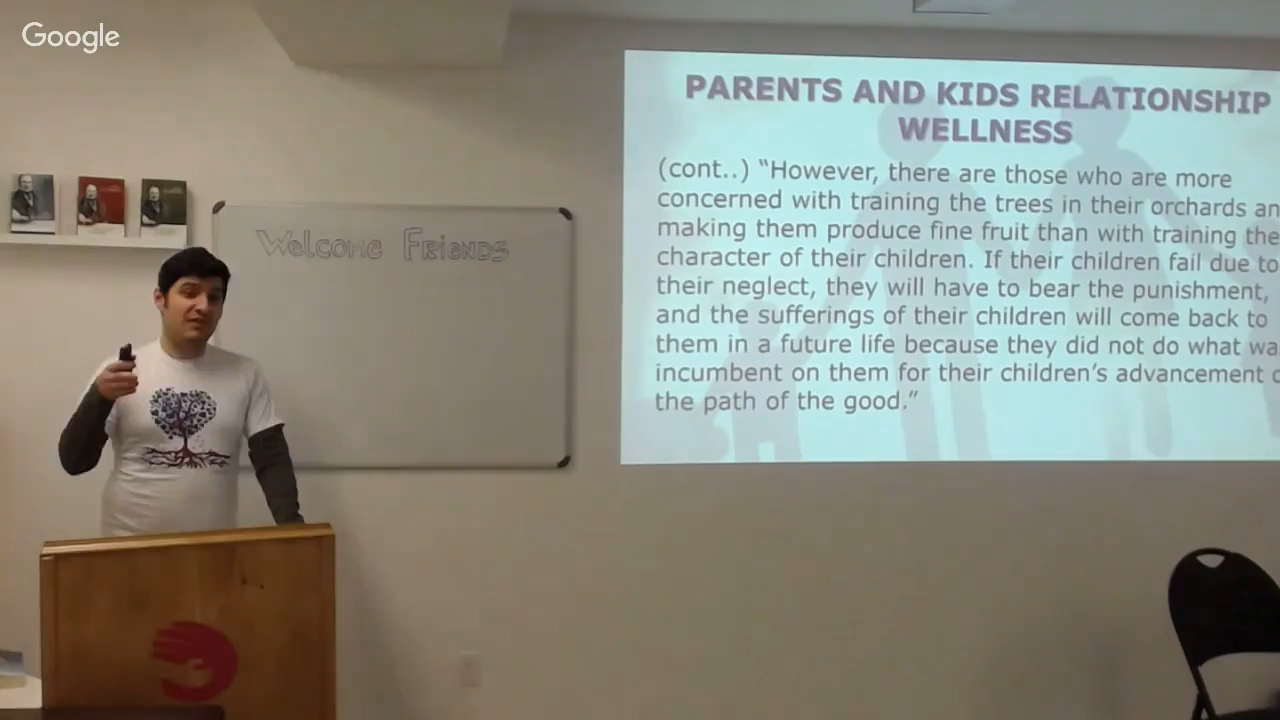 Google
Welcome Friends
PARENTS AND KIDS RELATIONSHIP
WELLNESS
(cont..) “However, there are those who are more
concerned with training the trees in their orchards an
making them produce fine fruit than with training the
character of their children. If their children fail due to
their neglect, they will have to bear the punishment,
and the sufferings of their children will come back to
them in a future life because they did not do what wa
incumbent on them for their children’s advancement
the path of the good.”